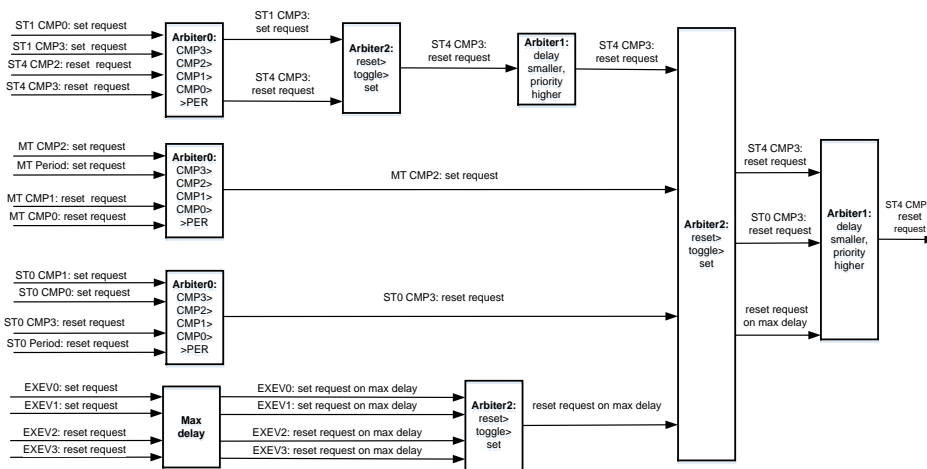 ST1 CMP0: set request
ST1 CMP3: set request
ST4 CMP2: reset request
ST4 CMP3: reset request
Arbiter0:
CMP3>
CMP2>
CMP1>
CMP0>
>PER
ST1 CMP3:
set request
ST4 CMP3:
reset request
Arbiter2:
reset>
toggle>
set
ST4 CMP3:
reset request
Arbiter1:
delay
smaller,
priority
higher
ST4 CMP3:
reset request
MT CMP2: set request
MT Period: set request
MT CMP1: reset request
MT CMP0: reset request
Arbiter0:
CMP3>
CMP2>
CMP1>
CMP0>
>PER
MT CMP2: set request
ST0 CMP1: set request
ST0 CMP0: set request
ST0 CMP3: reset request
ST0 Period: reset request
Arbiter0:
CMP3>
CMP2>
CMP1>
CMP0>
>PER
ST0 CMP3: reset request
EXEV0: set request
EXEV1: set request
EXEV2: reset request
EXEV3: reset request
Max
delay
EXEV0: set request on max delay
EXEV1: set request on max delay
EXEV2: reset request on max delay
EXEV3: reset request on max delay
Arbiter2:
reset>
toggle>
set
reset request on max delay
Arbiter2:
reset>
toggle>
set
ST4 CMP3:
reset request
ST0 CMP3:
reset request
reset request
on max delay
Arbiter1:
delay
smaller,
priority
higher
ST4 CMP
reset
request